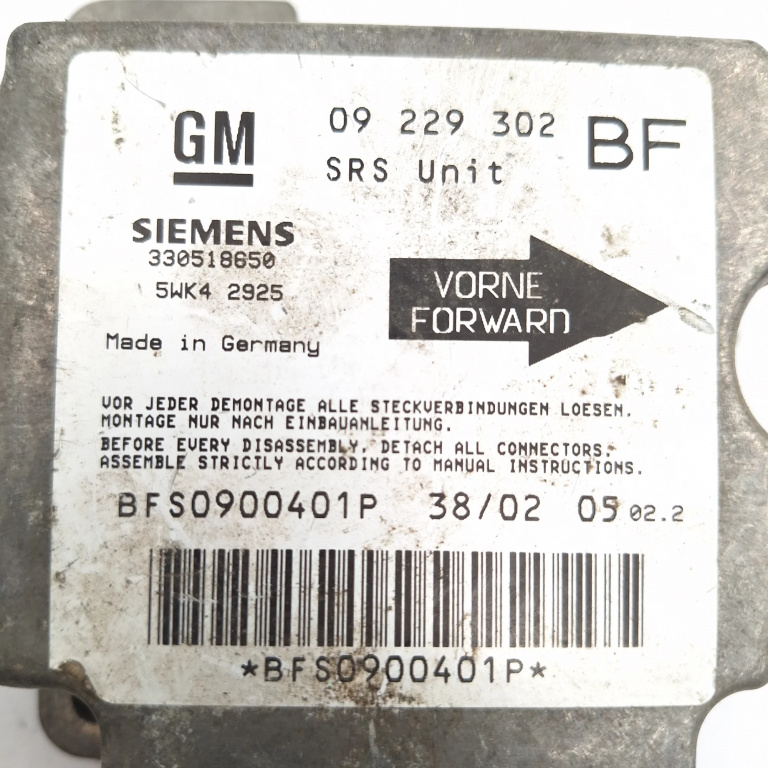 GM 09 229 302 BF
SRS Unit
SIEMENS
330518650
5WK4 2925
VORNE
FORWARD
Made in Germany
VOR JEDER DEMONTAGE ALLE STECKVERBINDUNGEN LOESEN.
MONTAGE NUR NACH EINBAUANLEITUNG.
BEFORE EVERY DISASSEMBLY, DETACH ALL CONNECTORS.
ASSEMBLE STRICTLY ACCORDING TO MANUAL INSTRUCTIONS.
BFS0900401P 38/02 05 02.2
*BFS0900401P*